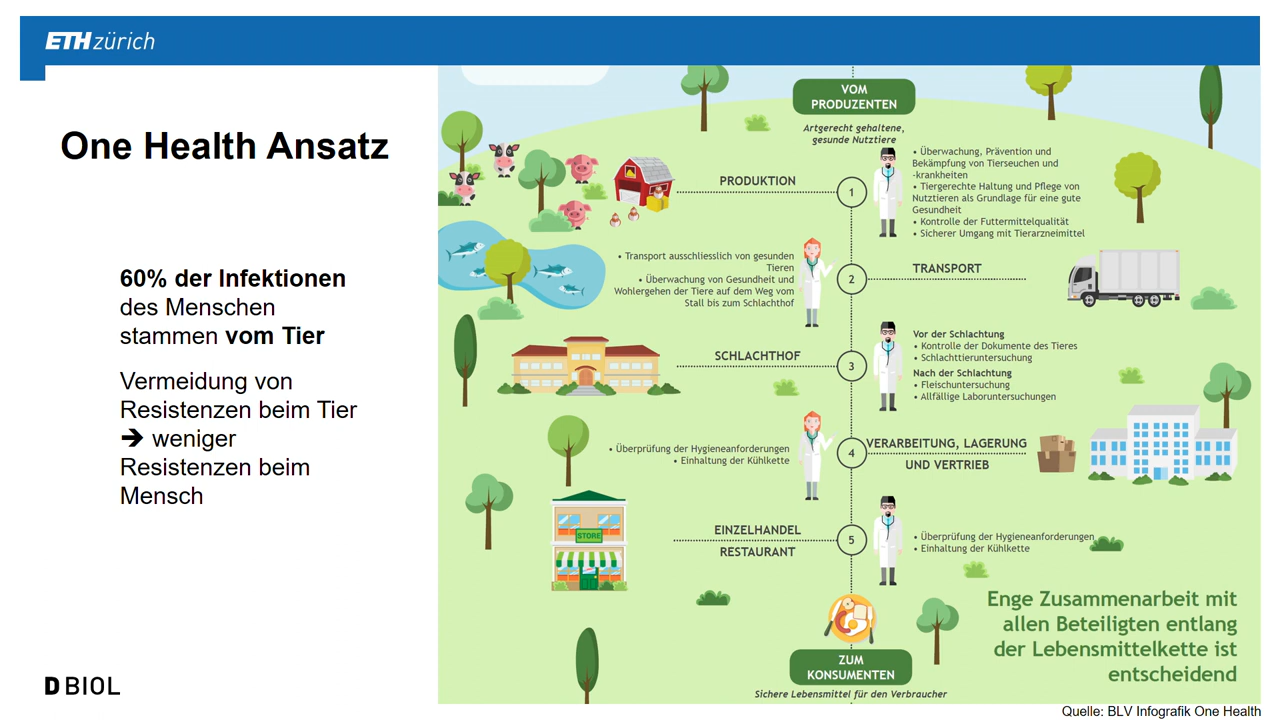 ETH zürich
One Health Ansatz
60% der Infektionen
des Menschen
stammen vom Tier
Vermeidung von
Resistenzen beim Tier
➔ weniger
Resistenzen beim
Mensch
D BIOL
VOM
PRODUZENTEN
Artgerecht gehaltene,
gesunde Nutztiere
PRODUKTION
1
• Überwachung, Prävention und
Bekämpfung von Tierseuchen und
-krankheiten
• Tiergerechte Haltung und Pflege von
Nutztieren als Grundlage für eine gute
Gesundheit
• Kontrolle der Futtermittelqualität
• Sicherer Umgang mit Tierarzneimittel
• Transport ausschliesslich von gesunden
Tieren
• Überwachung von Gesundheit und
Wohlergehen der Tiere auf dem Weg vom
Stall bis zum Schlachthof
2
TRANSPORT
SCHLACHTHOF
3
Vor der Schlachtung
• Kontrolle der Dokumente des Tieres
• Schlachttieruntersuchung
Nach der Schlachtung
• Fleischuntersuchung
• Allfällige Laboruntersuchungen
• Überprüfung der Hygieneanforderungen
• Einhaltung der Kühlkette
4
VERARBEITUNG, LAGERUNG
UND VERTRIEB
STORE
EINZELHANDEL
RESTAURANT
5
• Überprüfung der Hygieneanforderungen
• Einhaltung der Kühlkette
Enge Zusammenarbeit mit
allen Beteiligten entlang
der Lebensmittelkette ist
entscheidend
ZUM
KONSUMENTEN
Sichere Lebensmittel für den Verbraucher
Quelle: BLV Infografik One Health